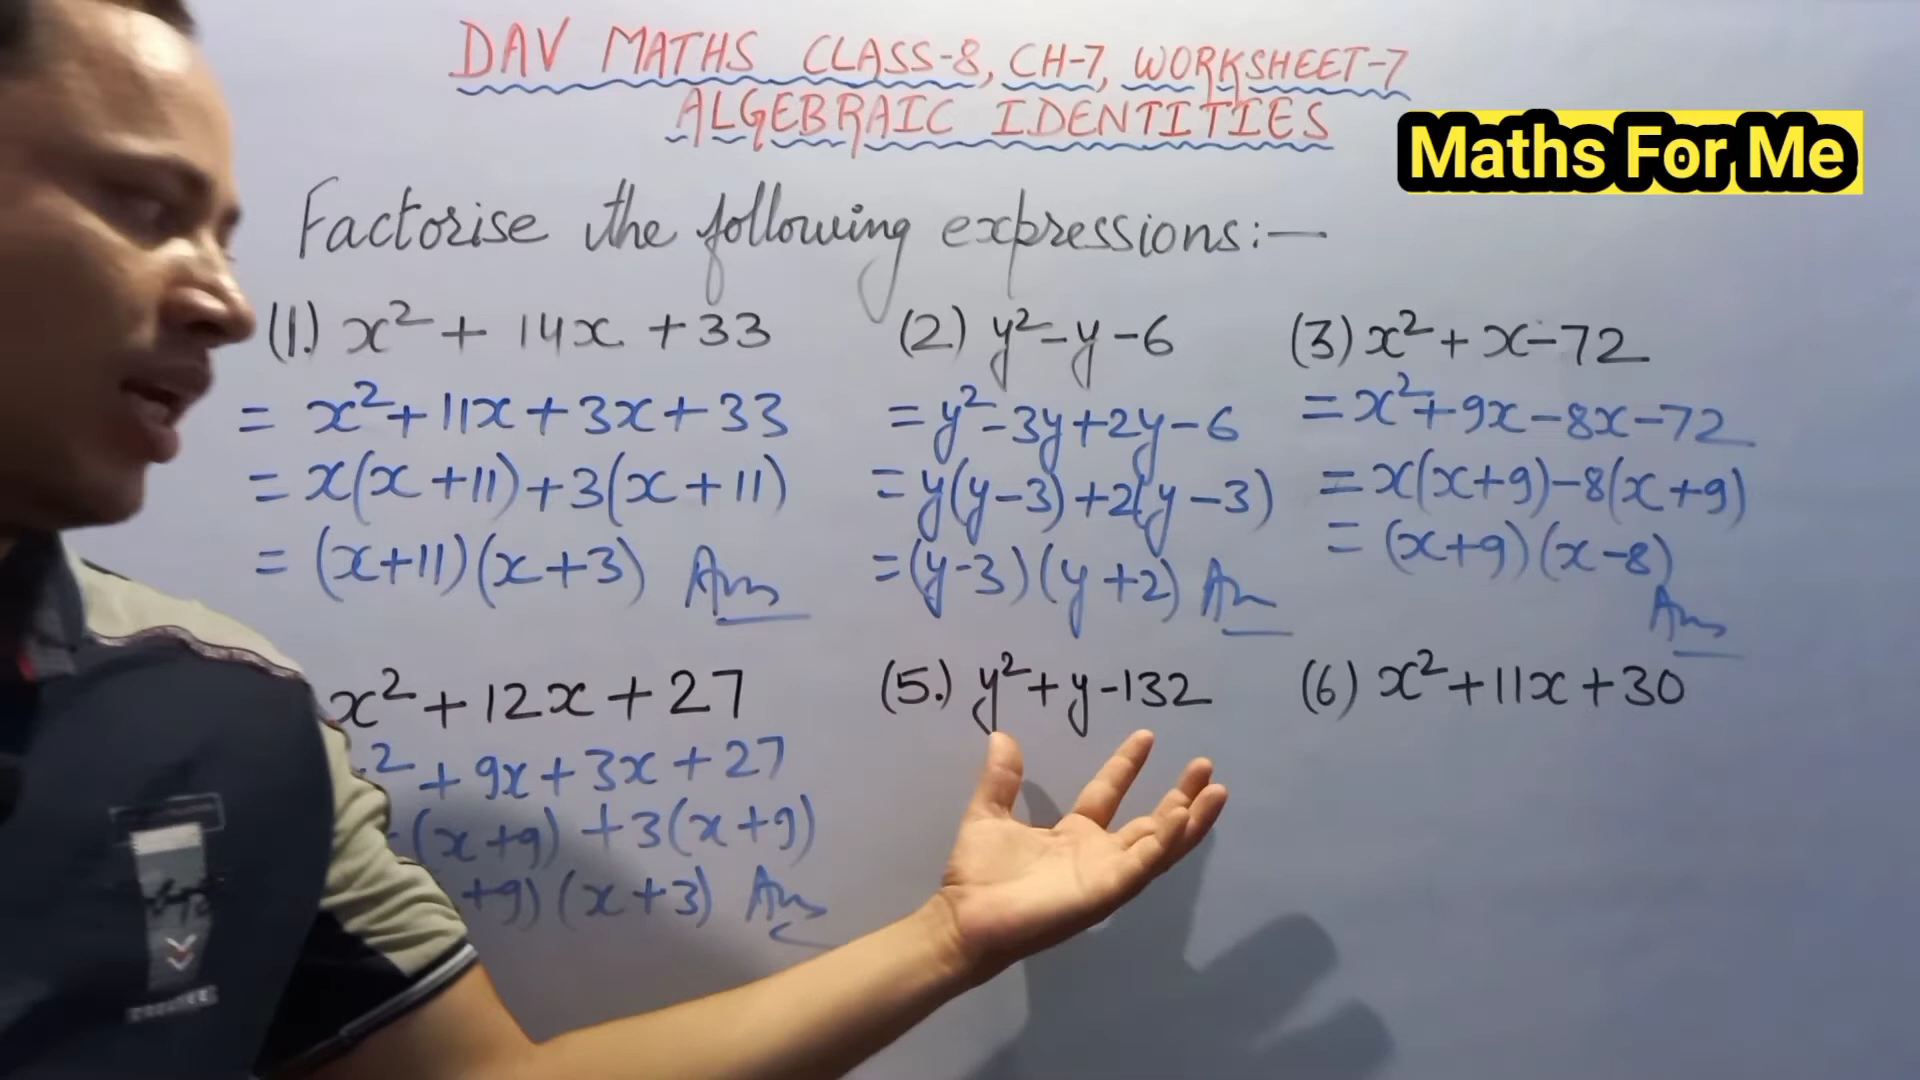 DAV MATHS CLASS-8, CH-7, WORKSHEET-7
ALGEBRAIC IDENTITIES
Maths For Me
Factorise the following expressions:—
(1.) x² + 14x + 33
= x² + 11x + 3x + 33
= x(x + 11) + 3(x + 11)
= (x+11)(x+3) Ans
(2) y² - y - 6
= y² - 3y + 2y - 6
= y(y - 3) + 2(y - 3)
= (y-3)(y+2) An
(3) x² + x - 72
= x² + 9x - 8x - 72
= x(x+9) - 8(x+9)
= (x+9)(x-8)
Ans
x² + 12x + 27
² + 9x + 3x + 27
(x+9) + 3(x+9)
+9)(x+3) Ans
(5.) y² + y - 132
(6) x² + 11x + 30